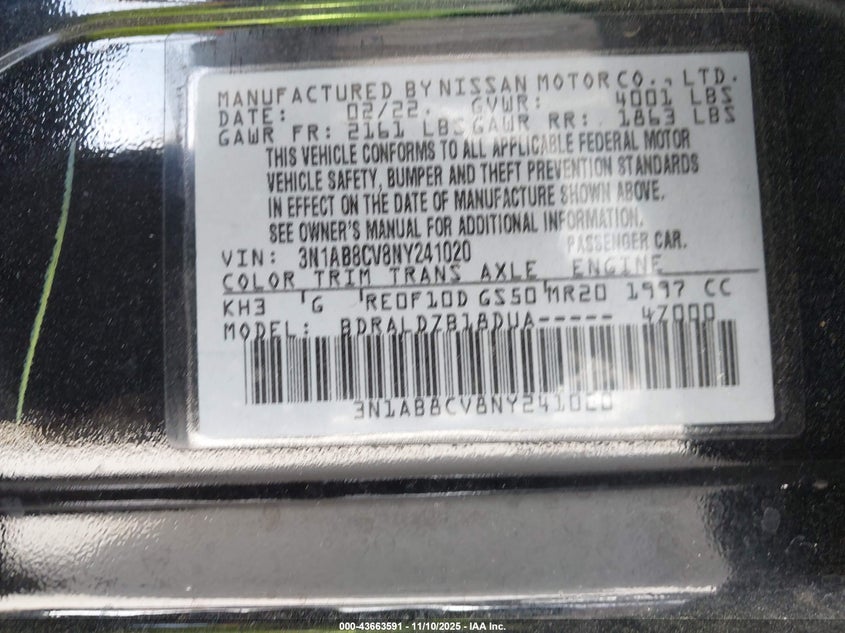 MANUFACTURED BY NISSAN MOTOR CO., LTD.
DATE: 02/22. GVWR: 4001 LBS
GAWR FR: 2161 LBS GAWR RR: 1863 LBS
THIS VEHICLE CONFORMS TO ALL APPLICABLE FEDERAL MOTOR
VEHICLE SAFETY, BUMPER AND THEFT PREVENTION STANDARDS
IN EFFECT ON THE DATE OF MANUFACTURE SHOWN ABOVE.
SEE OWNER'S MANUAL FOR ADDITIONAL INFORMATION.
VIN: 3N1AB8CV8NY241020 PASSENGER CAR.
COLOR TRIM TRANS AXLE ENGINE
KH3 G RE0F10D GS50 MR20 1997 CC
MODEL: BDRALDZB18DUA----- 4Z000
3N1AB8CV8NY241020
000-43663591 - 11/10/2025 - IAA Inc.